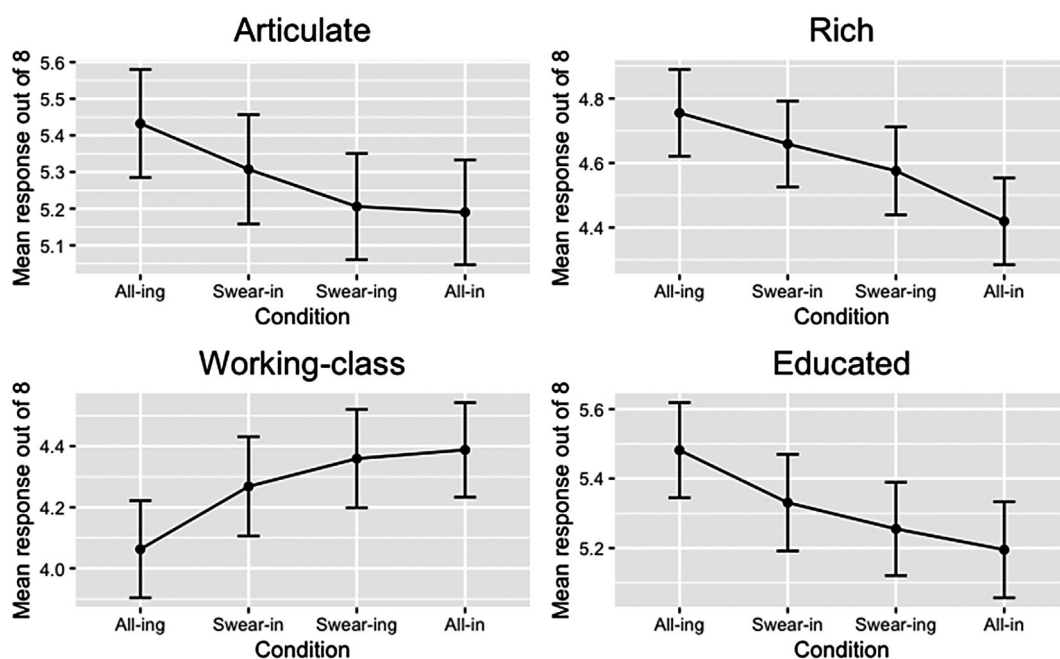 Articulate
Mean response out of 8
5.6
5.5
5.4
5.3
5.2
5.1
All-ing Swear-in Swear-ing All-in
Condition
Rich
Mean response out of 8
4.8
4.6
4.4
All-ing Swear-in Swear-ing All-in
Condition
Working-class
Mean response out of 8
4.4
4.2
4.0
All-ing Swear-in Swear-ing All-in
Condition
Educated
Mean response out of 8
5.6
5.4
5.2
All-ing Swear-in Swear-ing All-in
Condition